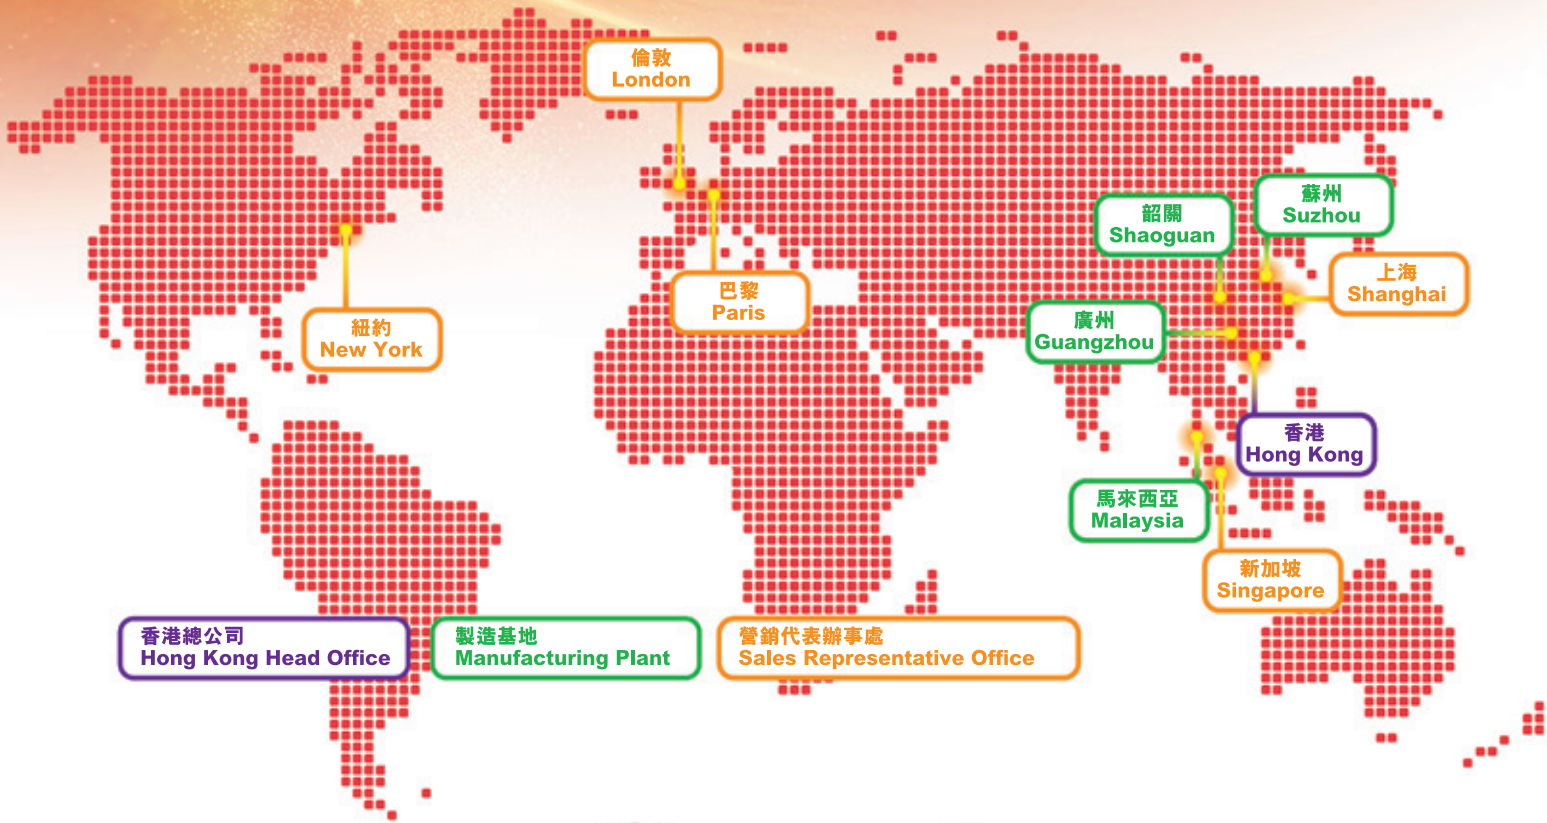 倫敦
London
蘇州
Suzhou
韶關
Shaoguan
上海
Shanghai
巴黎
Paris
紐約
New York
廣州
Guangzhou
香港
Hong Kong
馬來西亞
Malaysia
新加坡
Singapore
香港總公司
Hong Kong Head Office
製造基地
Manufacturing Plant
營銷代表辦事處
Sales Representative Office